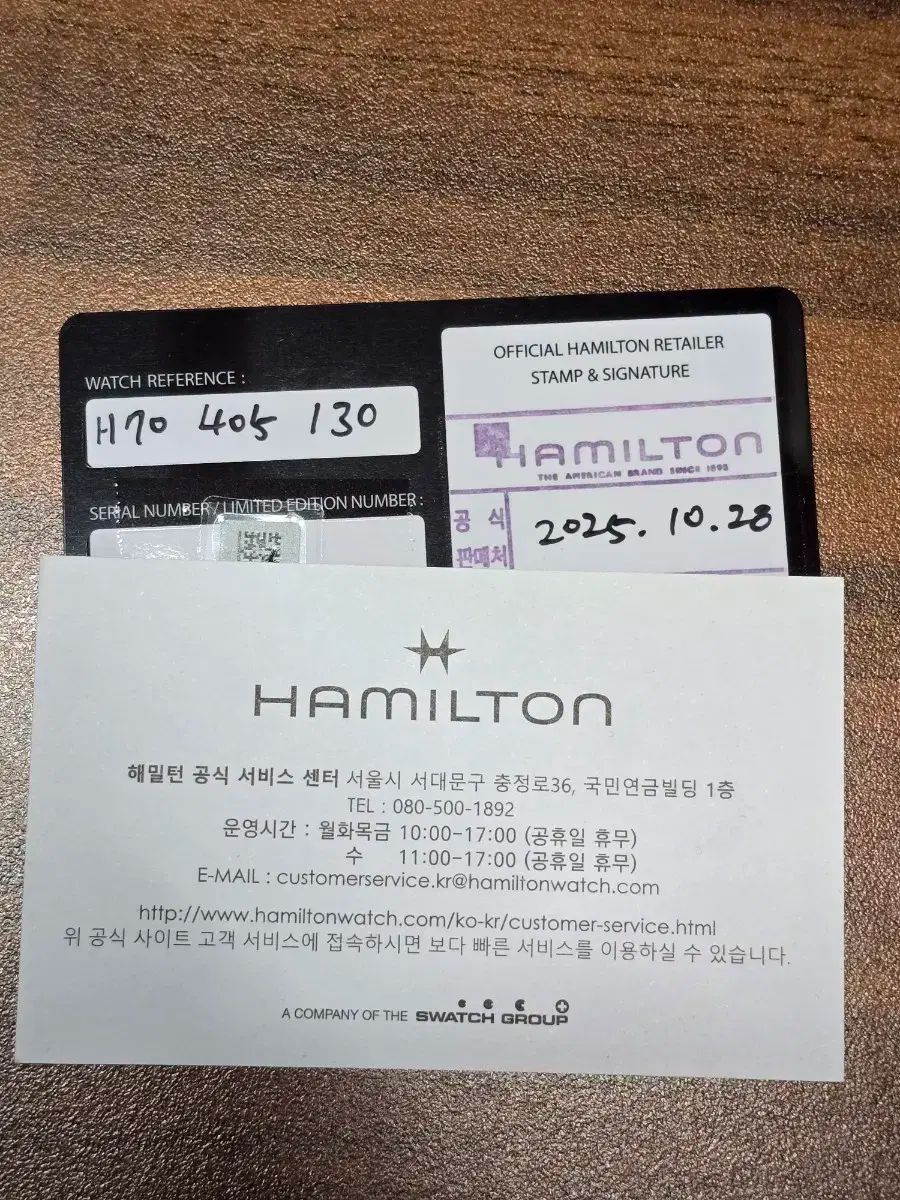 WATCH REFERENCE :
H70 405 130
SERIAL NUMBER / LIMITED EDITION NUMBER :
OFFICIAL HAMILTON RETAILER
STAMP & SIGNATURE
HAMILTON
THE AMERICAN BRAND SINCE 1892
공식
판매처
2025. 10. 28
HAMILTON
해밀턴 공식 서비스 센터 서울시 서대문구 충정로36, 국민연금빌딩 1층
TEL : 080-500-1892
운영시간 : 월화목금 10:00-17:00 (공휴일 휴무)
수 11:00-17:00 (공휴일 휴무)
E-MAIL : customerservice.kr@hamiltonwatch.com
http://www.hamiltonwatch.com/ko-kr/customer-service.html
위 공식 사이트 고객 서비스에 접속하시면 보다 빠른 서비스를 이용하실 수 있습니다.
A COMPANY OF THE SWATCH GROUP